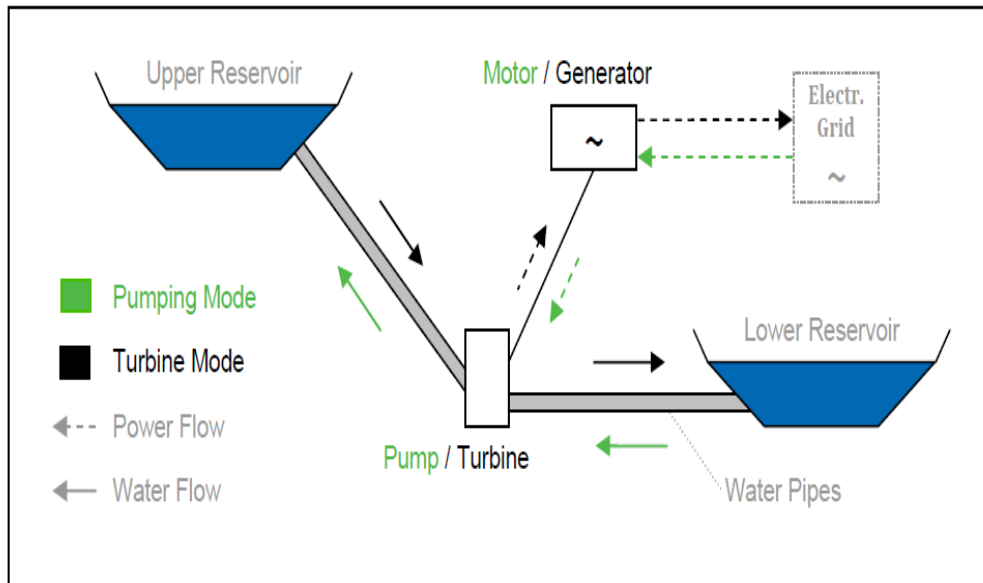 Upper Reservoir
Motor / Generator
Electr.
Grid
~
~
Pumping Mode
Turbine Mode
Power Flow
Water Flow
Lower Reservoir
Pump / Turbine
Water Pipes